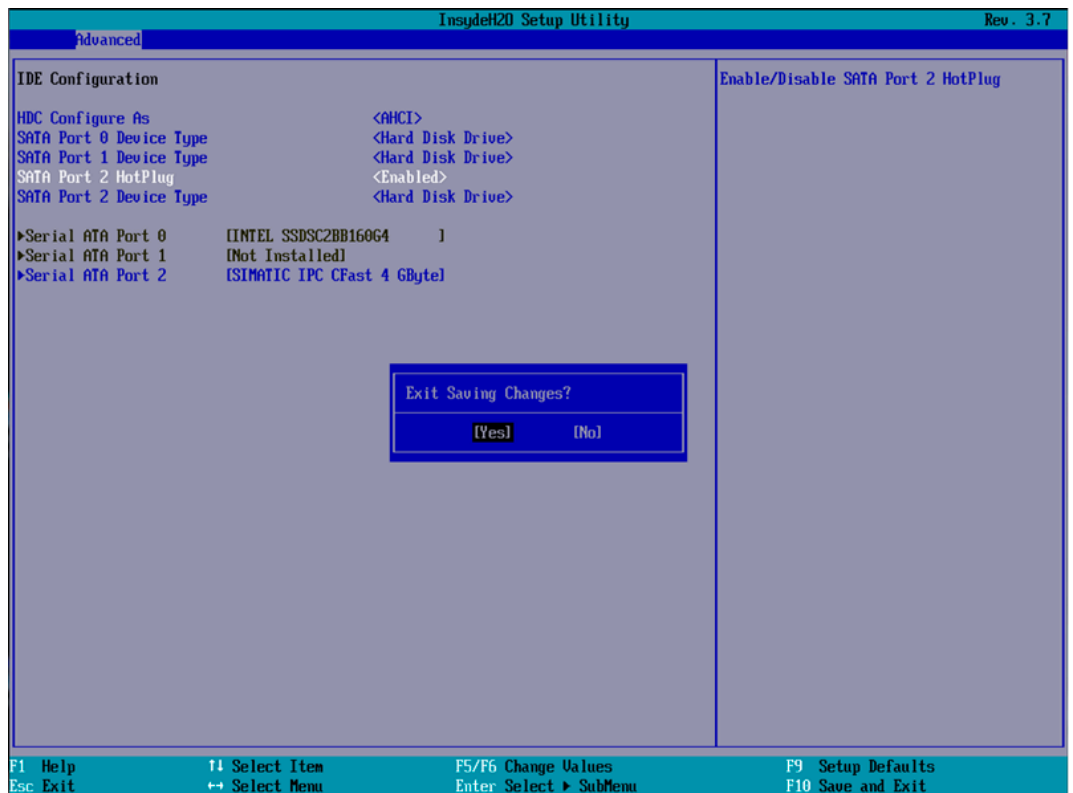 InsydeH2O Setup Utility Rev. 3.7
Advanced
IDE Configuration
Enable/Disable SATA Port 2 HotPlug
HDC Configure As <AHCI>
SATA Port 0 Device Type <Hard Disk Drive>
SATA Port 1 Device Type <Hard Disk Drive>
SATA Port 2 HotPlug <Enabled>
SATA Port 2 Device Type <Hard Disk Drive>
▶Serial ATA Port 0 [INTEL SSDSC2BB160G4 ]
▶Serial ATA Port 1 [Not Installed]
▶Serial ATA Port 2 [SIMATIC IPC CFast 4 GByte]
Exit Saving Changes?
[Yes] [No]
F1 Help ↑↓ Select Item F5/F6 Change Values F9 Setup Defaults
Esc Exit ↔ Select Menu Enter Select ▶ SubMenu F10 Save and Exit